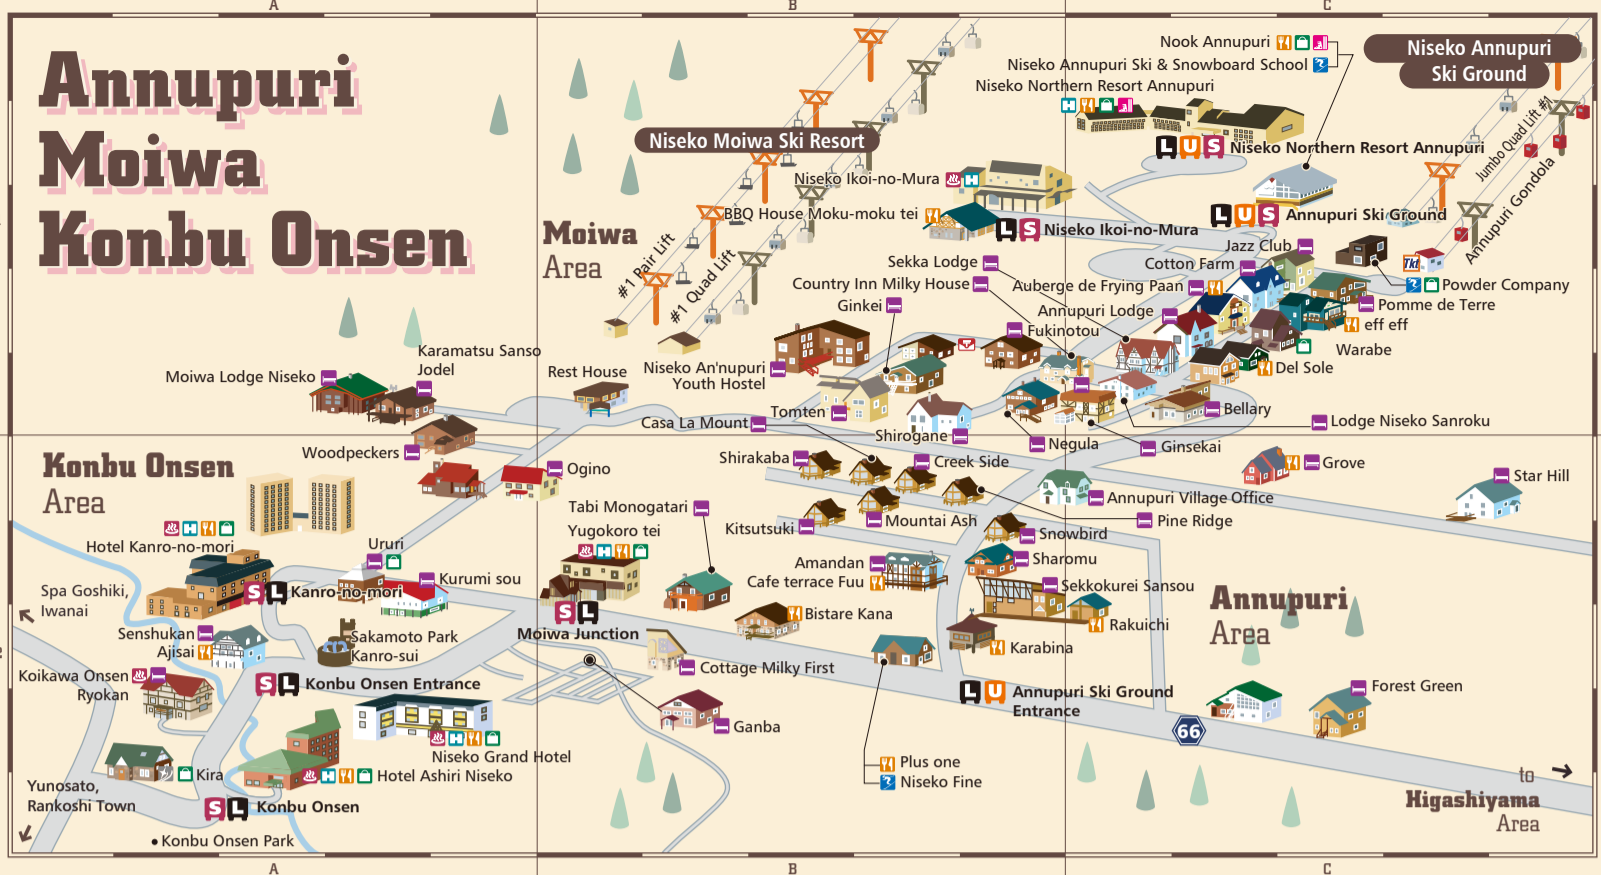 A
B
C
Annupuri
Moiwa
Konbu Onsen
Nook Annupuri
Niseko Annupuri Ski & Snowboard School
Niseko Northern Resort Annupuri
H
Niseko Annupuri
Ski Ground
Jumbo Quad Lift #1
Annupuri Gondola
Niseko Moiwa Ski Resort
L U S Niseko Northern Resort Annupuri
Niseko Ikoi-no-Mura
H
BBQ House Moku-moku tei
L S Niseko Ikoi-no-Mura
L U S Annupuri Ski Ground
Moiwa
Area
#1 Pair Lift
#1 Quad Lift
Jazz Club
Cotton Farm
Tkt
Sekka Lodge
Country Inn Milky House
Auberge de Frying Paan
Powder Company
Ginkei
Annupuri Lodge
Pomme de Terre
Fukinotou
eff eff
Warabe
Karamatsu Sanso
Jodel
Moiwa Lodge Niseko
Rest House
Niseko An'nupuri
Youth Hostel
Del Sole
Tomten
Bellary
Casa La Mount
Lodge Niseko Sanroku
Shirogane
Negula
Ginsekai
Woodpeckers
Konbu Onsen
Area
Ogino
Shirakaba
Creek Side
Grove
Star Hill
Tabi Monogatari
Annupuri Village Office
Yugokoro tei
H
Kitsutsuki
Mountai Ash
Pine Ridge
Snowbird
H
Hotel Kanro-no-mori
Ururi
Amandan
Sharomu
Cafe terrace Fuu
Sekkokurei Sansou
Kurumi sou
Spa Goshiki,
Iwanai
S L Kanro-no-mori
Annupuri
Area
S L
Moiwa Junction
Bistare Kana
Rakuichi
Senshukan
Ajisai
Sakamoto Park
Kanro-sui
Karabina
Koikawa Onsen
Ryokan
S L Konbu Onsen Entrance
Cottage Milky First
L U Annupuri Ski Ground
Entrance
Forest Green
Ganba
66
H
Niseko Grand Hotel
Kira
H
Hotel Ashiri Niseko
Plus one
Niseko Fine
Yunosato,
Rankoshi Town
S L Konbu Onsen
to
Higashiyama
Area
Konbu Onsen Park
A
B
C